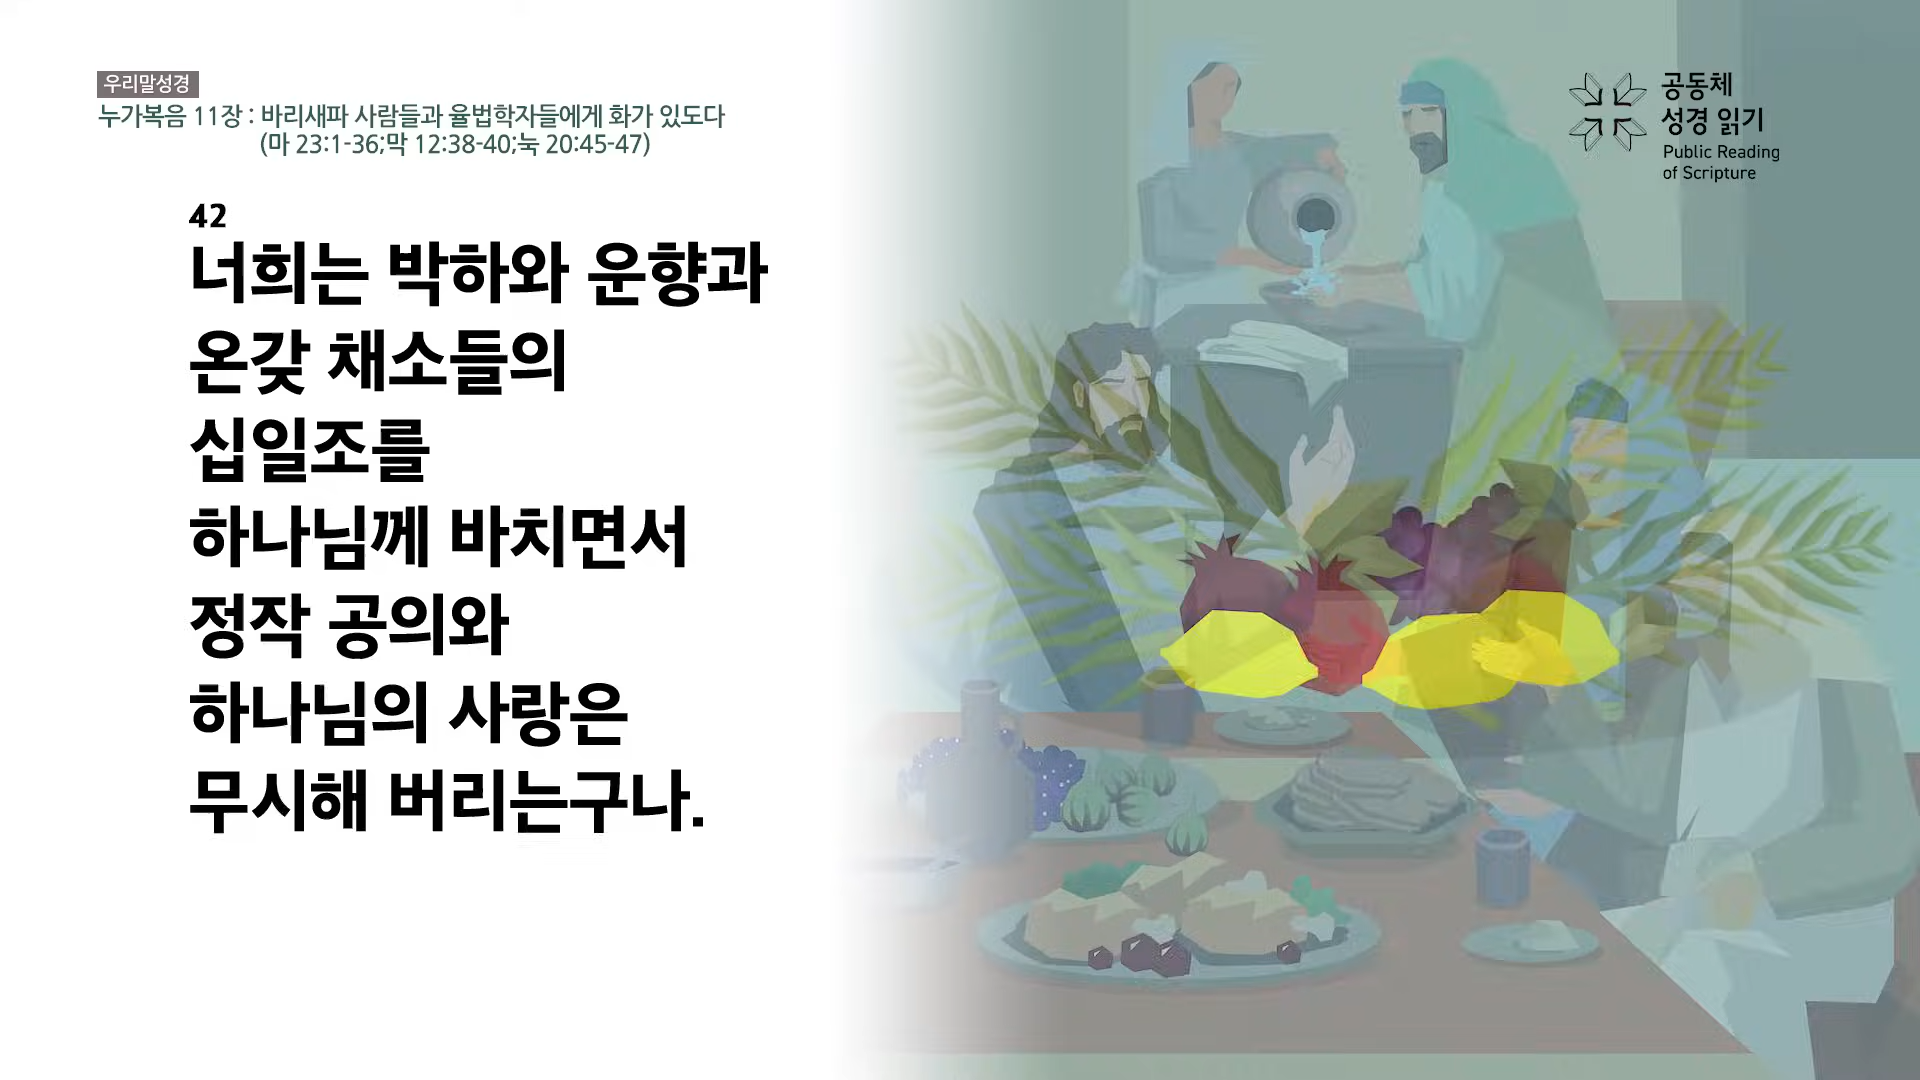 우리말성경
누가복음 11장 : 바리새파 사람들과 율법학자들에게 화가 있도다
(마 23:1-36;막 12:38-40;눅 20:45-47)
42
너희는 박하와 운향과
온갖 채소들의
십일조를
하나님께 바치면서
정작 공의와
하나님의 사랑은
무시해 버리는구나.
공동체
성경 읽기
Public Reading
of Scripture